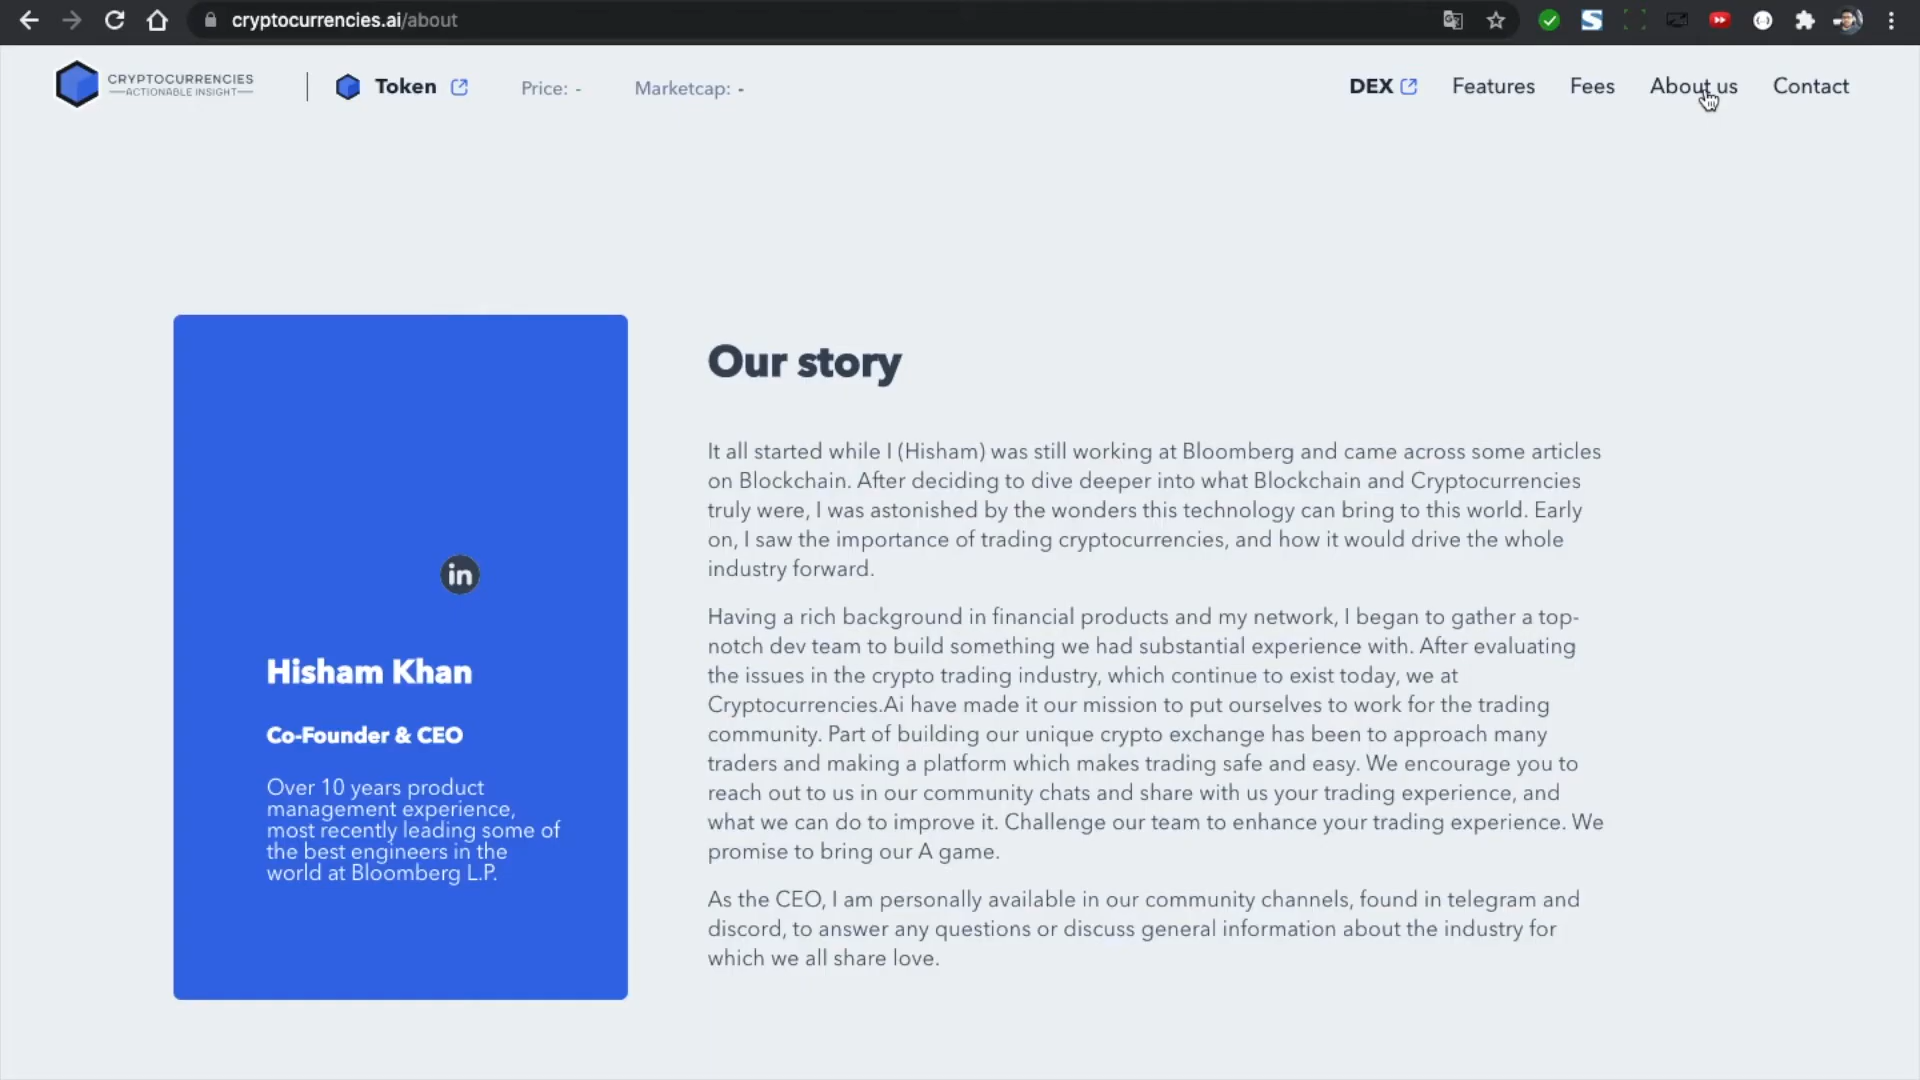 cryptocurrencies.ai/about
CRYPTOCURRENCIES
ACTIONABLE INSIGHT
Token
Price: -
Marketcap: -
DEX
Features
Fees
About us
Contact
in
Hisham Khan
Co-Founder & CEO
Over 10 years product
management experience,
most recently leading some of
the best engineers in the
world at Bloomberg L.P.
Our story
It all started while I (Hisham) was still working at Bloomberg and came across some articles
on Blockchain. After deciding to dive deeper into what Blockchain and Cryptocurrencies
truly were, I was astonished by the wonders this technology can bring to this world. Early
on, I saw the importance of trading cryptocurrencies, and how it would drive the whole
industry forward.
Having a rich background in financial products and my network, I began to gather a top-
notch dev team to build something we had substantial experience with. After evaluating
the issues in the crypto trading industry, which continue to exist today, we at
Cryptocurrencies.Ai have made it our mission to put ourselves to work for the trading
community. Part of building our unique crypto exchange has been to approach many
traders and making a platform which makes trading safe and easy. We encourage you to
reach out to us in our community chats and share with us your trading experience, and
what we can do to improve it. Challenge our team to enhance your trading experience. We
promise to bring our A game.
As the CEO, I am personally available in our community channels, found in telegram and
discord, to answer any questions or discuss general information about the industry for
which we all share love.